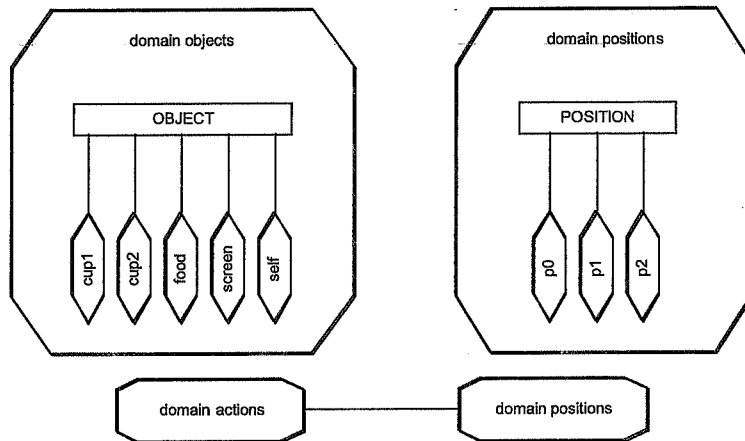 domain objects
OBJECT
cup1
cup2
food
screen
self
domain positions
POSITION
p0
p1
p2
domain actions
domain positions